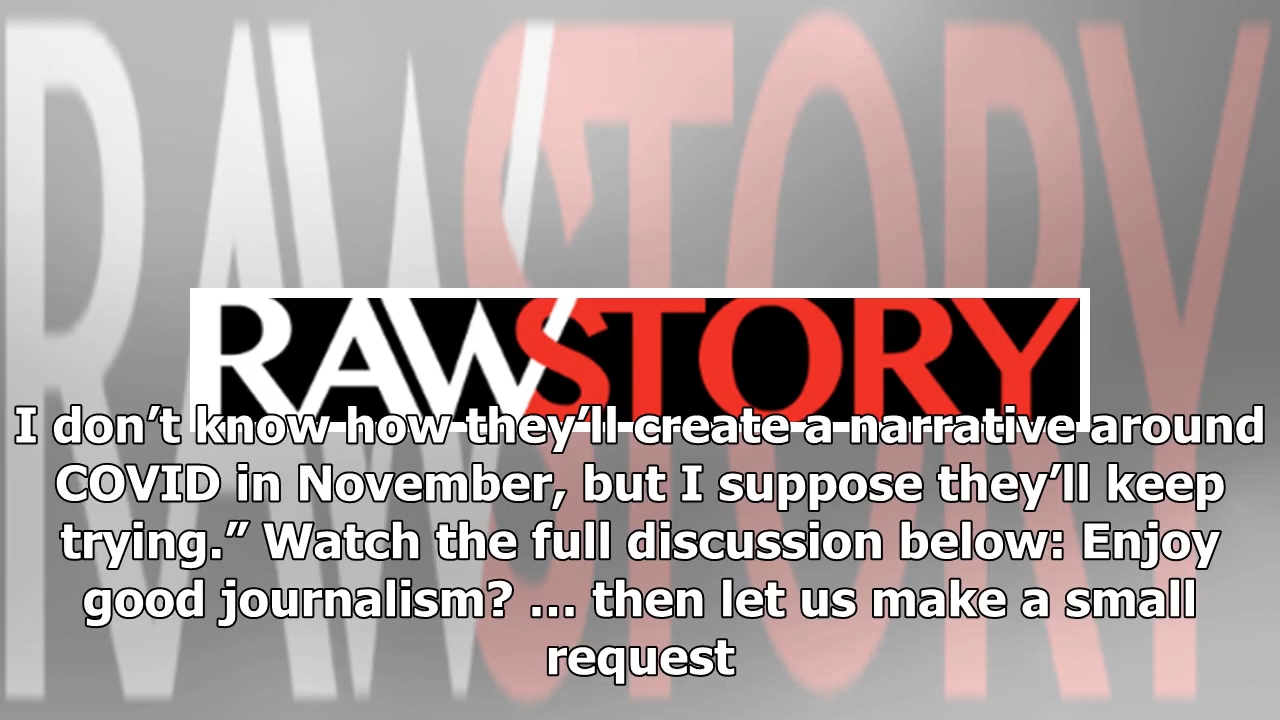 RAWSTORY
RAWSTORY
I don’t know how they’ll create a narrative around
COVID in November, but I suppose they’ll keep
trying.” Watch the full discussion below: Enjoy
good journalism? ... then let us make a small
request